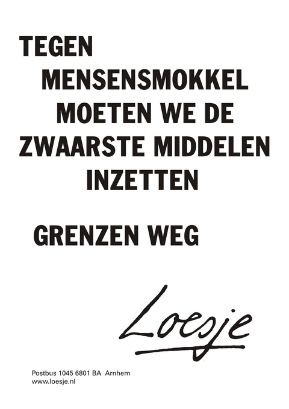 TEGEN
MENSENSMOKKEL
MOETEN WE DE
ZWAARSTE MIDDELEN
INZETTEN
GRENZEN WEG
Loesje
Postbus 1045 6801 BA Arnhem
www.loesje.nl